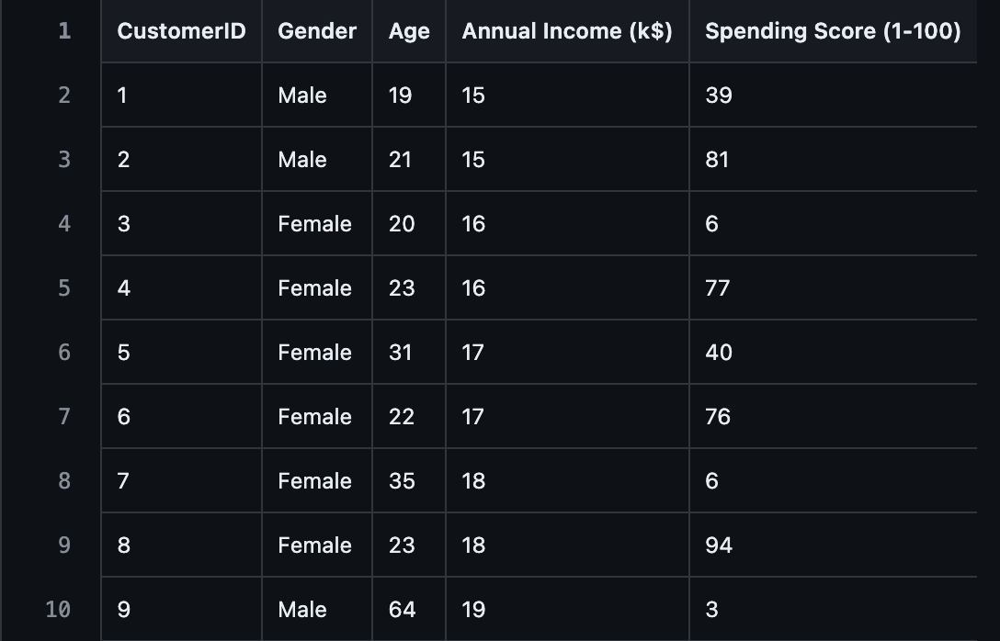 1 CustomerID Gender Age Annual Income (k$) Spending Score (1-100)
2 1 Male 19 15 39
3 2 Male 21 15 81
4 3 Female 20 16 6
5 4 Female 23 16 77
6 5 Female 31 17 40
7 6 Female 22 17 76
8 7 Female 35 18 6
9 8 Female 23 18 94
10 9 Male 64 19 3